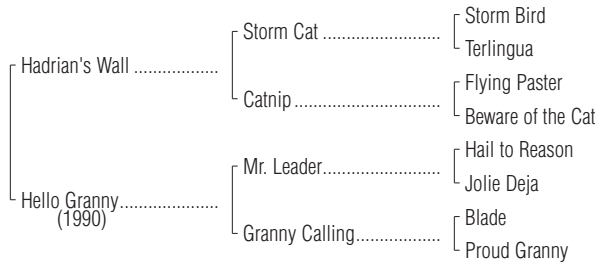 Storm Bird
Storm Cat ..................
Terlingua
Hadrian's Wall ..................
Flying Paster
Catnip ..............................
Beware of the Cat
Hail to Reason
Mr. Leader........................
Jolie Deja
Hello Granny.....................
(1990)
Blade
Granny Calling.................
Proud Granny